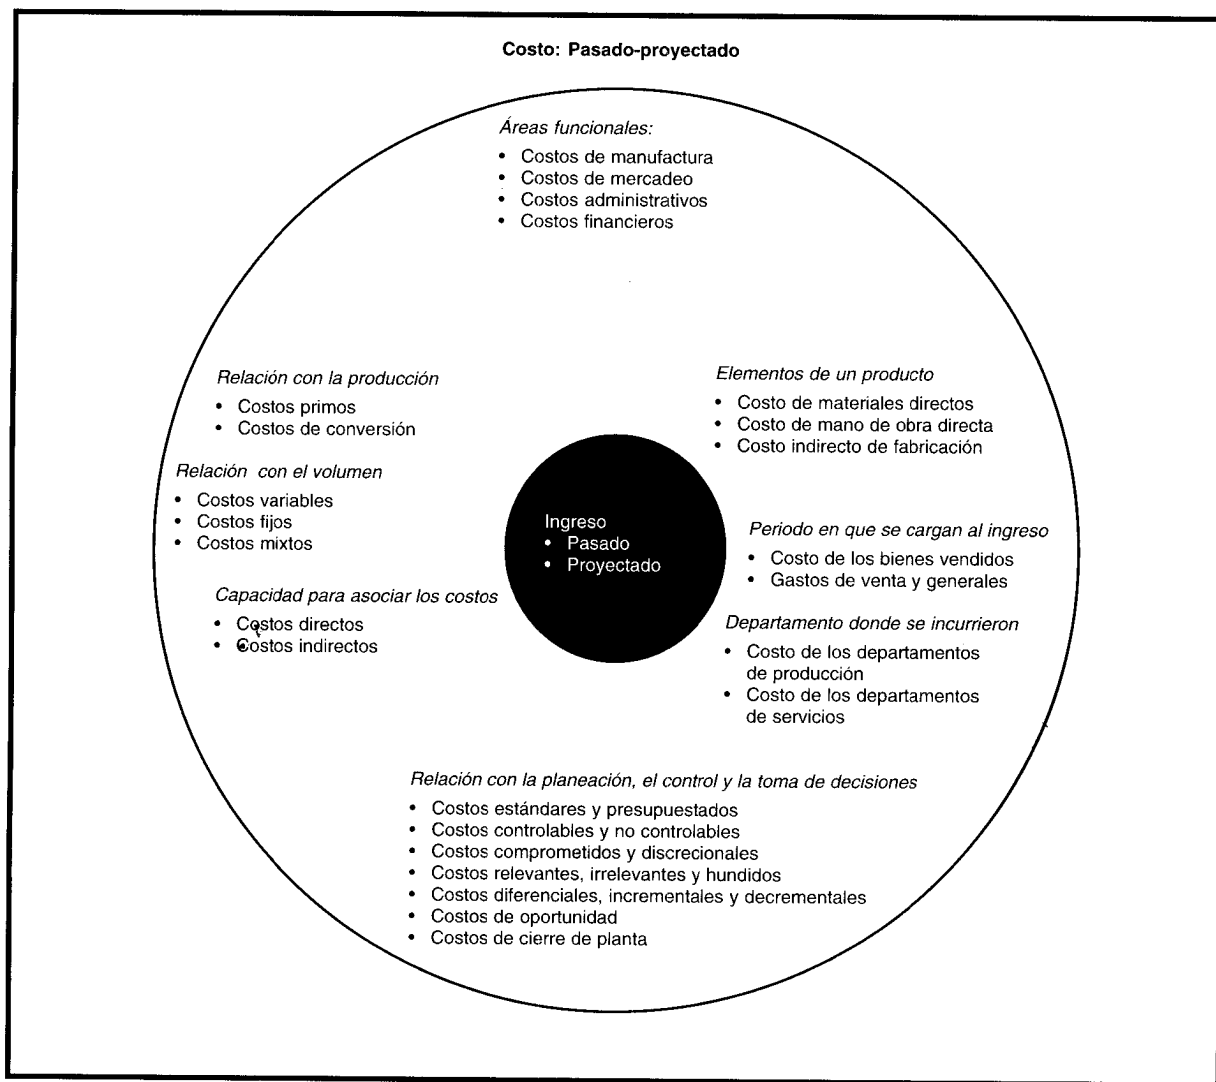 Costo: Pasado-proyectado
Áreas funcionales:
• Costos de manufactura
• Costos de mercadeo
• Costos administrativos
• Costos financieros
Relación con la producción
• Costos primos
• Costos de conversión
Relación con el volumen
• Costos variables
• Costos fijos
• Costos mixtos
Capacidad para asociar los costos
• Costos directos
• Costos indirectos
Ingreso
• Pasado
• Proyectado
Elementos de un producto
• Costo de materiales directos
• Costo de mano de obra directa
• Costo indirecto de fabricación
Periodo en que se cargan al ingreso
• Costo de los bienes vendidos
• Gastos de venta y generales
Departamento donde se incurrieron
• Costo de los departamentos
de producción
• Costo de los departamentos
de servicios
Relación con la planeación, el control y la toma de decisiones
• Costos estándares y presupuestados
• Costos controlables y no controlables
• Costos comprometidos y discrecionales
• Costos relevantes, irrelevantes y hundidos
• Costos diferenciales, incrementales y decrementales
• Costos de oportunidad
• Costos de cierre de planta